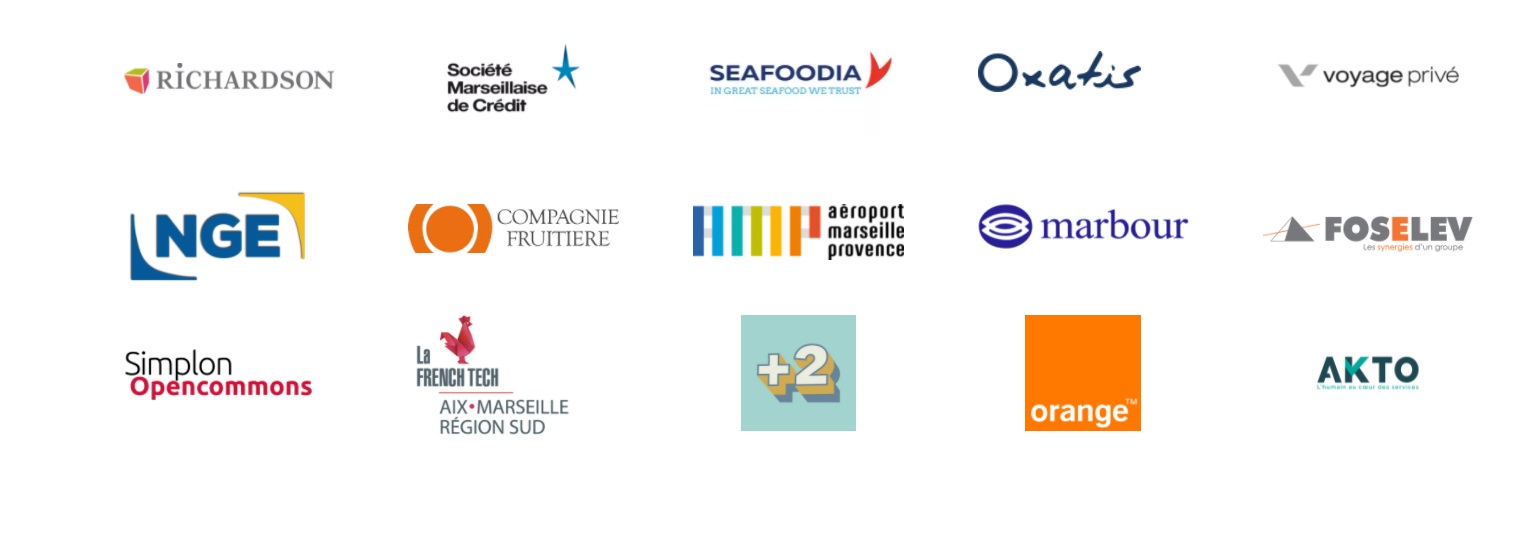 RICHARDSON
Société
Marseillaise
de Crédit
SEAFOODIA
IN GREAT SEAFOOD WE TRUST
Oxatis
voyage privé
NGE
COMPAGNIE
FRUITIERE
amp
aéroport
marseille
provence
marbour
FOSELEV
Les synergies d'un groupe
Simplon
Opencommons
La
FRENCH TECH
AIX•MARSEILLE
RÉGION SUD
+2
orange™
AKTO
L'humain au cœur des services